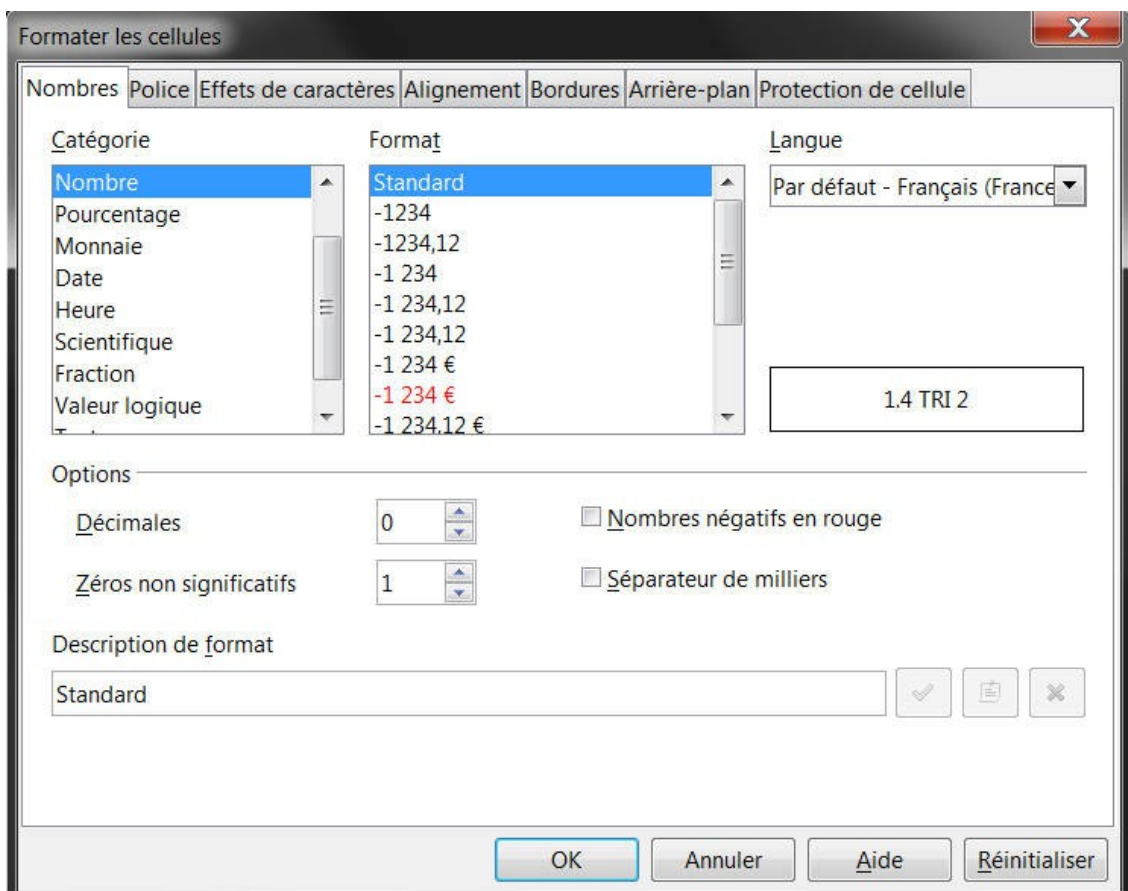 Formater les cellules
X
Nombres Police Effets de caractères Alignement Bordures Arrière-plan Protection de cellule
Catégorie
Nombre
Pourcentage
Monnaie
Date
Heure
Scientifique
Fraction
Valeur logique
Format
Standard
-1234
-1234,12
-1 234
-1 234,12
-1 234,12
-1 234 €
-1 234 €
-1 234,12 €
Langue
Par défaut - Français (France
1.4 TRI 2
Options
Décimales 0
Nombres négatifs en rouge
Zéros non significatifs 1
Séparateur de milliers
Description de format
Standard
OK Annuler Aide Réinitialiser